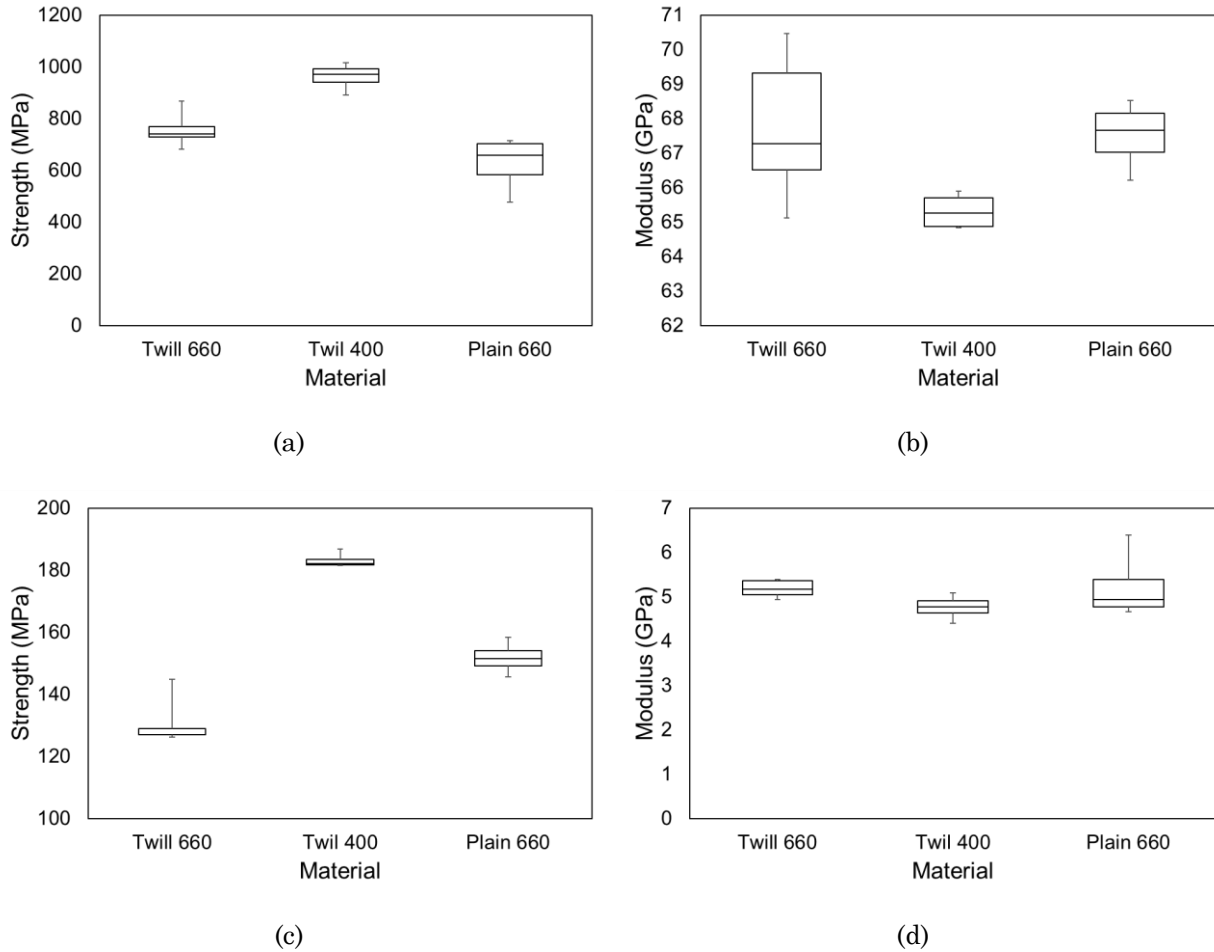 Strength (MPa)
1200
1000
800
600
400
200
0
Twill 660 Twil 400 Plain 660
Material
(a)
Modulus (GPa)
71
70
69
68
67
66
65
64
63
62
Twill 660 Twil 400 Plain 660
Material
(b)
Strength (MPa)
200
180
160
140
120
100
Twill 660 Twil 400 Plain 660
Material
(c)
Modulus (GPa)
7
6
5
4
3
2
1
0
Twill 660 Twil 400 Plain 660
Material
(d)